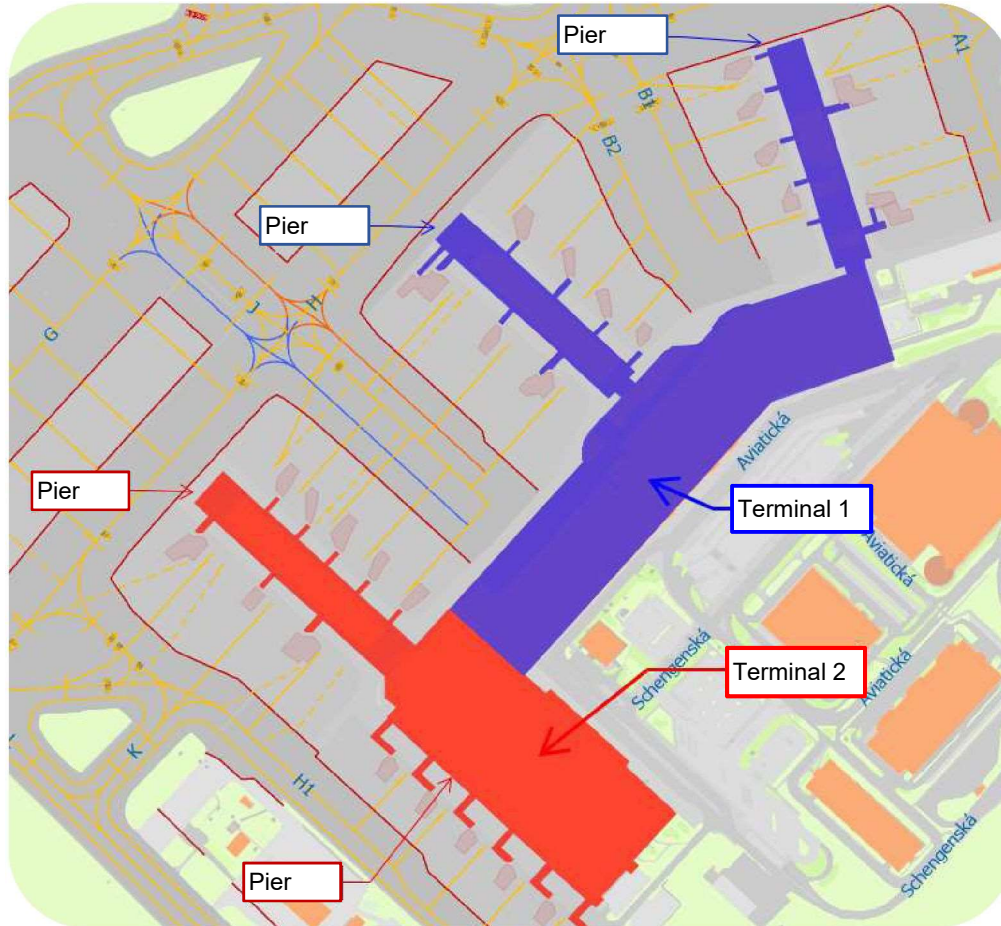 Pier
A1
B1
B2
Pier
H
J
G
Aviatická
Pier
Terminal 1
Aviatická
Schengenská
Terminal 2
Aviatická
K
H1
Schengenská
Pier